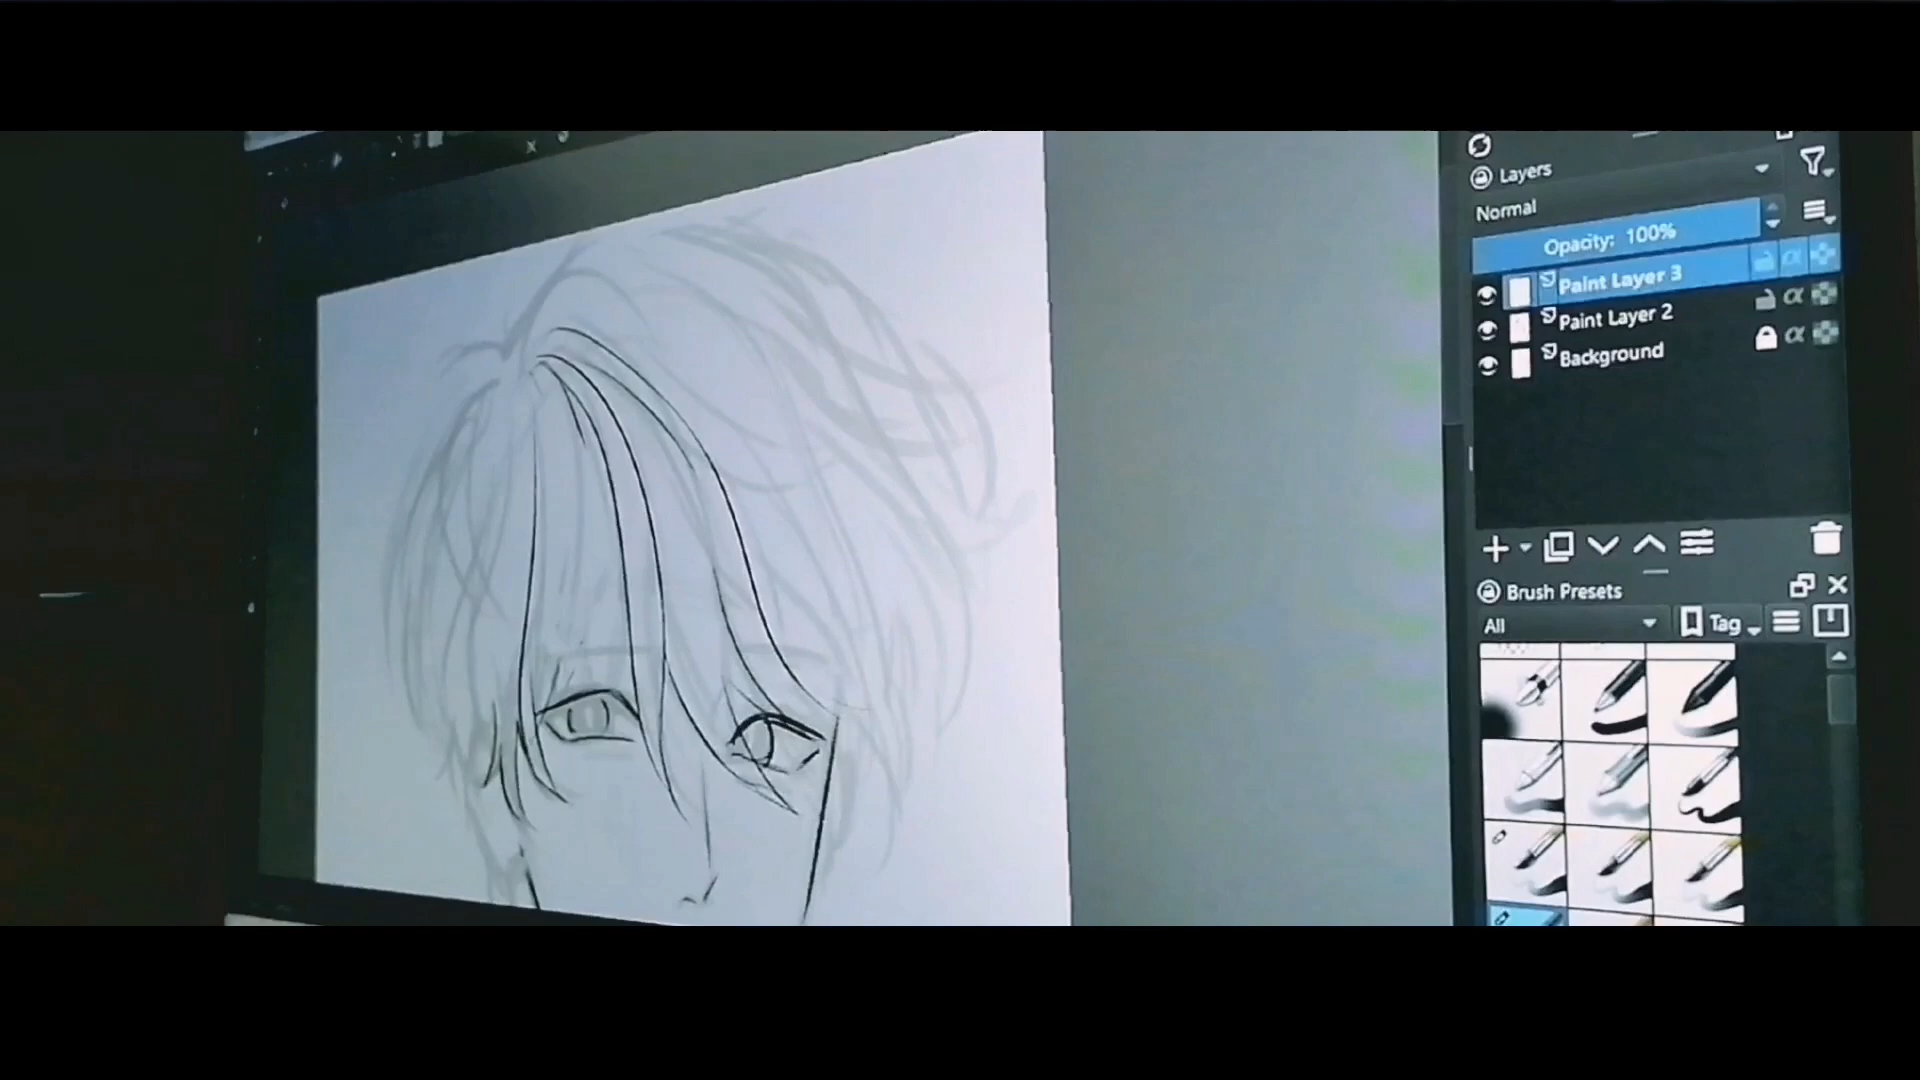 Layers
Normal
Opacity: 100%
Paint Layer 3
Paint Layer 2
Background
Brush Presets
All
Tag